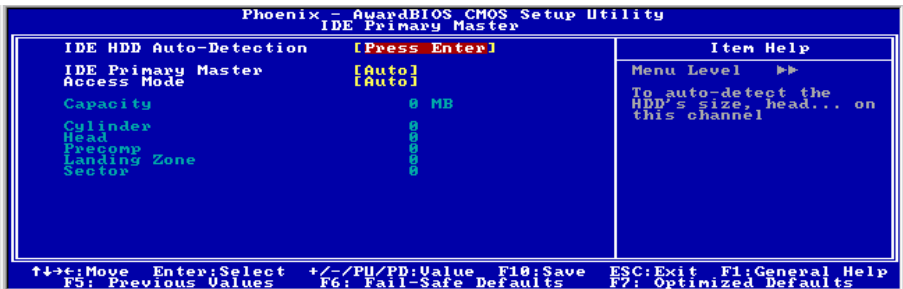 Phoenix - AwardBIOS CMOS Setup Utility
IDE Primary Master
IDE HDD Auto-Detection [Press Enter]
IDE Primary Master [Auto]
Access Mode [Auto]
Capacity 0 MB
Cylinder 0
Head 0
Precomp 0
Landing Zone 0
Sector 0
Item Help
Menu Level ▶▶
To auto-detect the
HDD's size, head... on
this channel
↑↓→←:Move Enter:Select +/-/PU/PD:Value F10:Save ESC:Exit F1:General Help
F5: Previous Values F6: Fail-Safe Defaults F7: Optimized Defaults